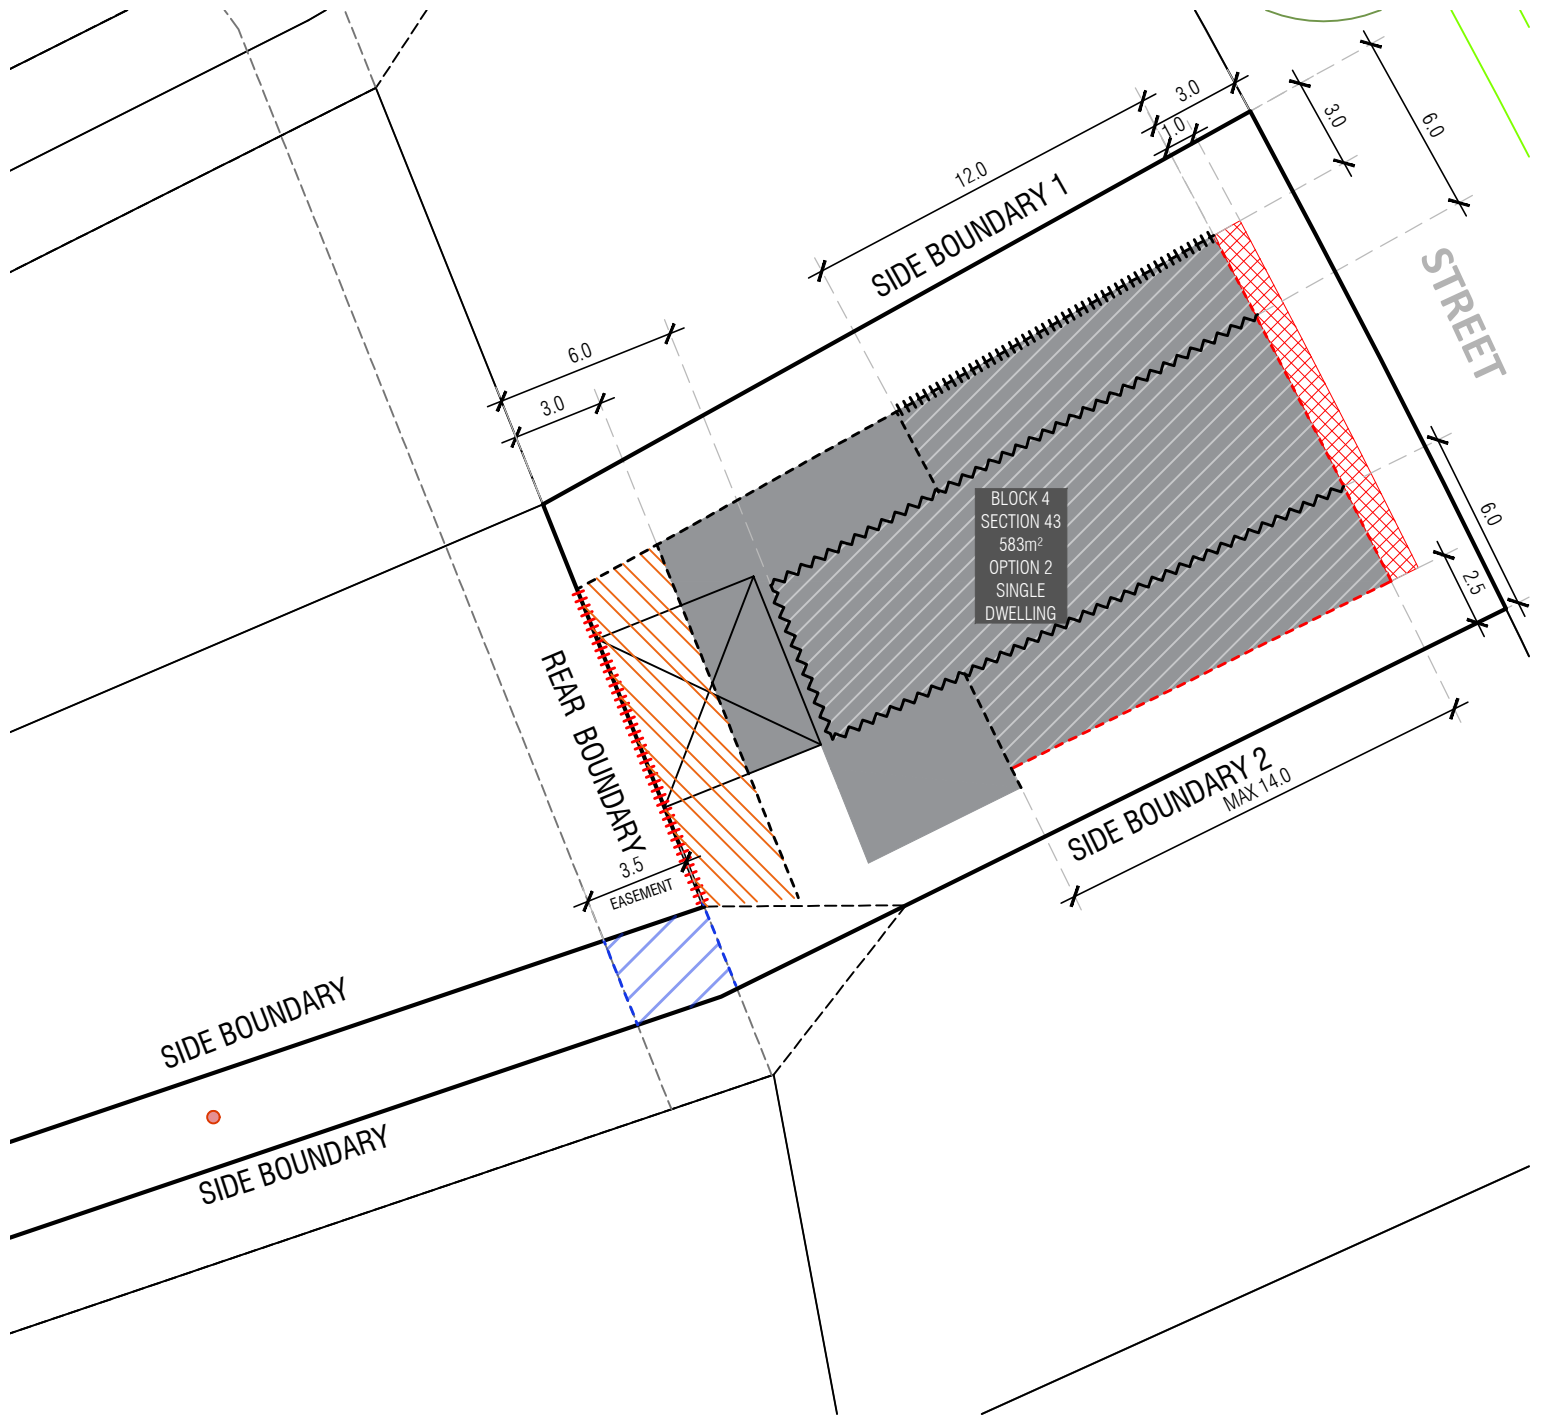 3.0
1.0
3.0
6.0
12.0
SIDE BOUNDARY 1
STREET
6.0
3.0
BLOCK 4
SECTION 43
583m²
OPTION 2
SINGLE
DWELLING
6.0
2.5
REAR BOUNDARY
SIDE BOUNDARY 2
MAX 14.0
3.5
EASEMENT
SIDE BOUNDARY
SIDE BOUNDARY